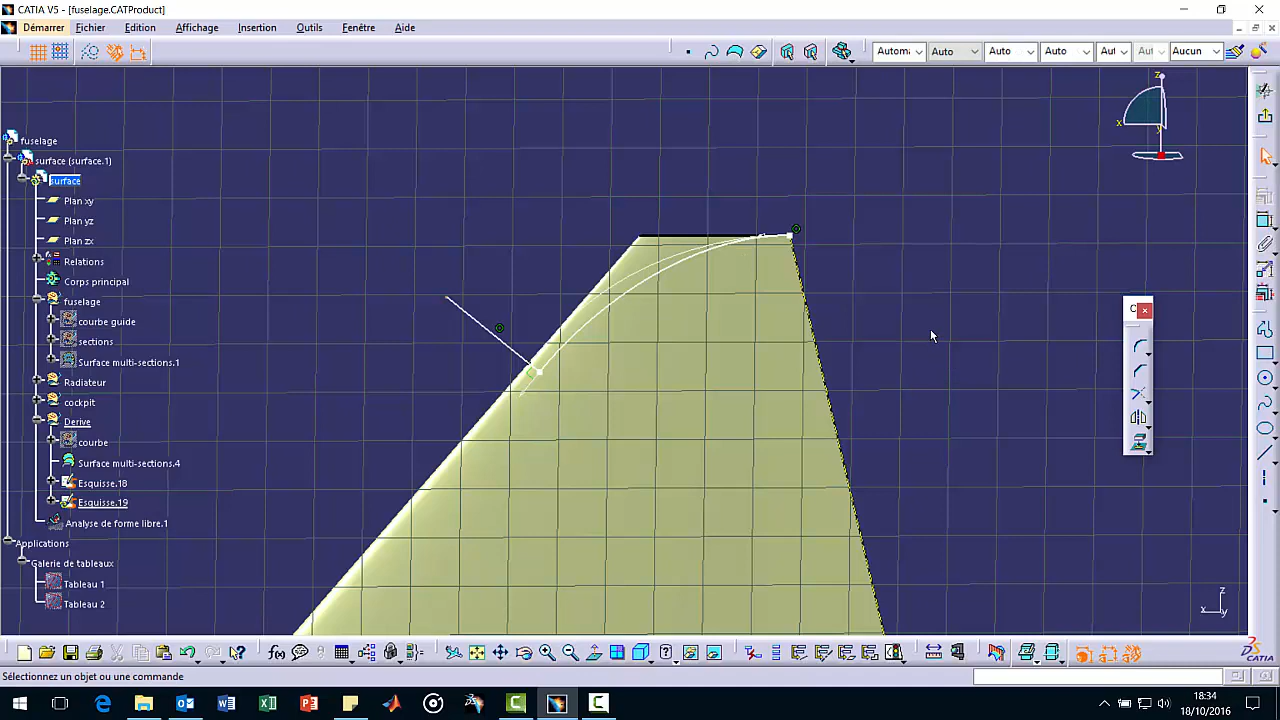 CATIA V5 - [fuselage.CATProduct]
Démarrer Fichier Edition Affichage Insertion Outils Fenêtre Aide
Automa Auto Auto Auto Aut Aucun
z
x
y
fuselage
surface (surface.1)
surface
Plan xy
Plan yz
Plan zx
Relations
Corps principal
fuselage
courbe guide
sections
Surface multi-sections.1
Radiateur
cockpit
Derive
courbe
Surface multi-sections.4
Esquisse.18
Esquisse.19
Analyse de forme libre.1
Applications
Galerie de tableaux
Tableau 1
Tableau 2
z
x
y
CATIA
Sélectionnez un objet ou une commande
18:34
18/10/2016